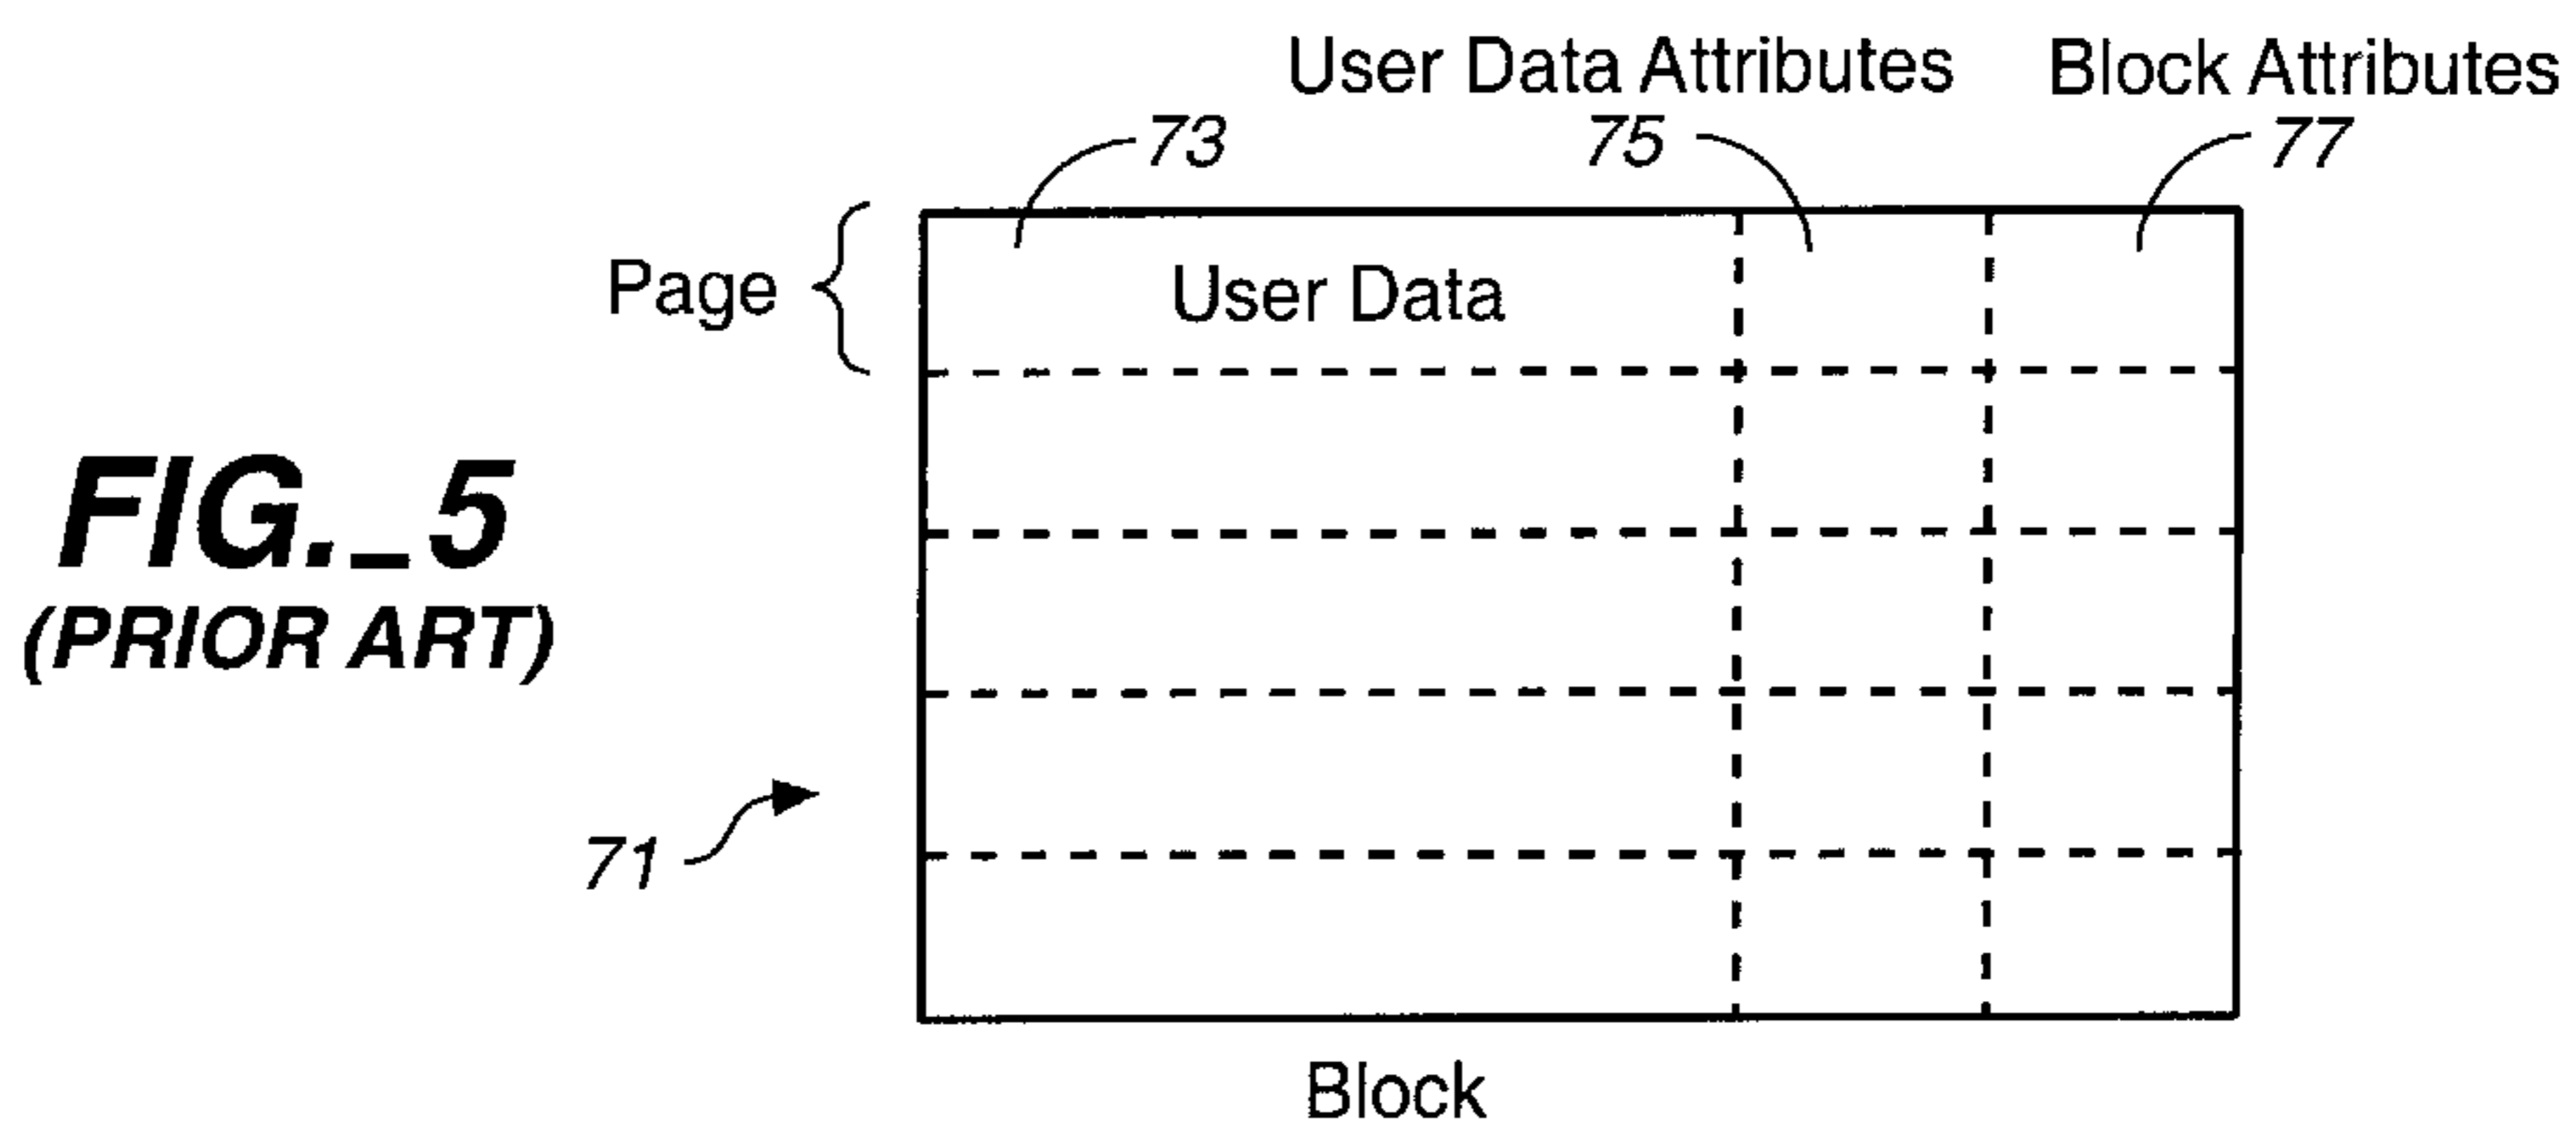 User Data Attributes Block Attributes
73 75 77
Page User Data
FIG._5
(PRIOR ART)
71
Block